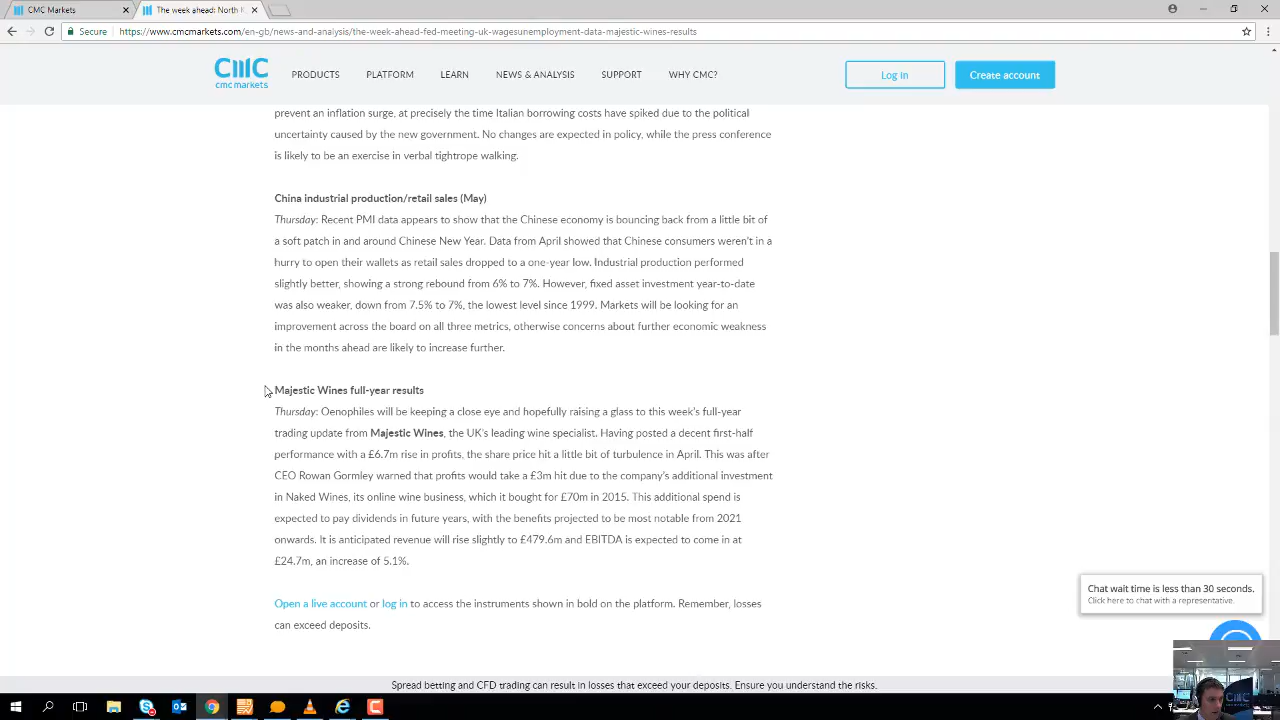 CMC Markets
The week ahead: North K
Secure
https://www.cmcmarkets.com/en-gb/news-and-analysis/the-week-ahead-fed-meeting-uk-wagesunemployment-data-majestic-wines-results
cmc markets
PRODUCTS
PLATFORM
LEARN
NEWS & ANALYSIS
SUPPORT
WHY CMC?
Log in
Create account
prevent an inflation surge, at precisely the time Italian borrowing costs have spiked due to the political
uncertainty caused by the new government. No changes are expected in policy, while the press conference
is likely to be an exercise in verbal tightrope walking.
China industrial production/retail sales (May)
Thursday: Recent PMI data appears to show that the Chinese economy is bouncing back from a little bit of
a soft patch in and around Chinese New Year. Data from April showed that Chinese consumers weren't in a
hurry to open their wallets as retail sales dropped to a one-year low. Industrial production performed
slightly better, showing a strong rebound from 6% to 7%. However, fixed asset investment year-to-date
was also weaker, down from 7.5% to 7%, the lowest level since 1999. Markets will be looking for an
improvement across the board on all three metrics, otherwise concerns about further economic weakness
in the months ahead are likely to increase further.
Majestic Wines full-year results
Thursday: Oenophiles will be keeping a close eye and hopefully raising a glass to this week's full-year
trading update from Majestic Wines, the UK's leading wine specialist. Having posted a decent first-half
performance with a £6.7m rise in profits, the share price hit a little bit of turbulence in April. This was after
CEO Rowan Gormley warned that profits would take a £3m hit due to the company's additional investment
in Naked Wines, its online wine business, which it bought for £70m in 2015. This additional spend is
expected to pay dividends in future years, with the benefits projected to be most notable from 2021
onwards. It is anticipated revenue will rise slightly to £479.6m and EBITDA is expected to come in at
£24.7m, an increase of 5.1%.
Open a live account or log in to access the instruments shown in bold on the platform. Remember, losses
can exceed deposits.
Chat wait time is less than 30 seconds.
Click here to chat with a representative.
Spread betting and CFD trading can result in losses that exceed your deposits. Ensure you understand the risks.